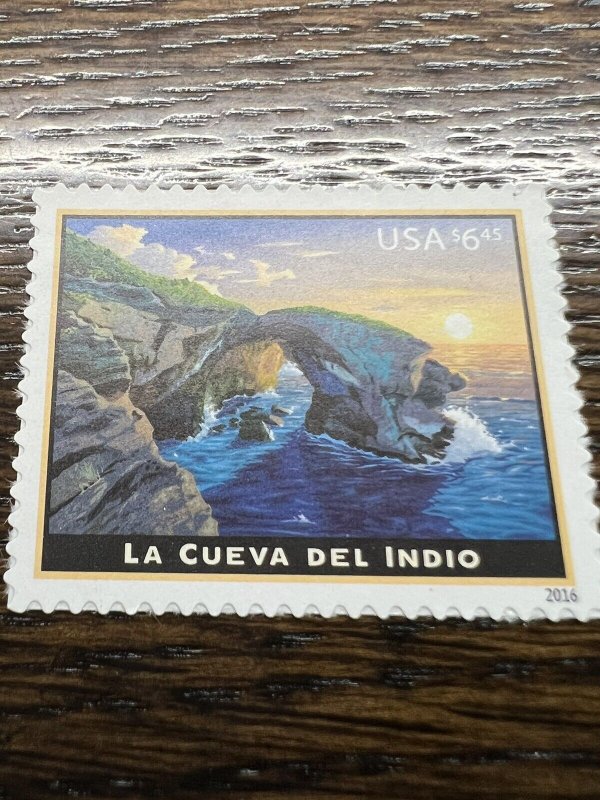 USA $6.45
LA CUEVA DEL INDIO
2016